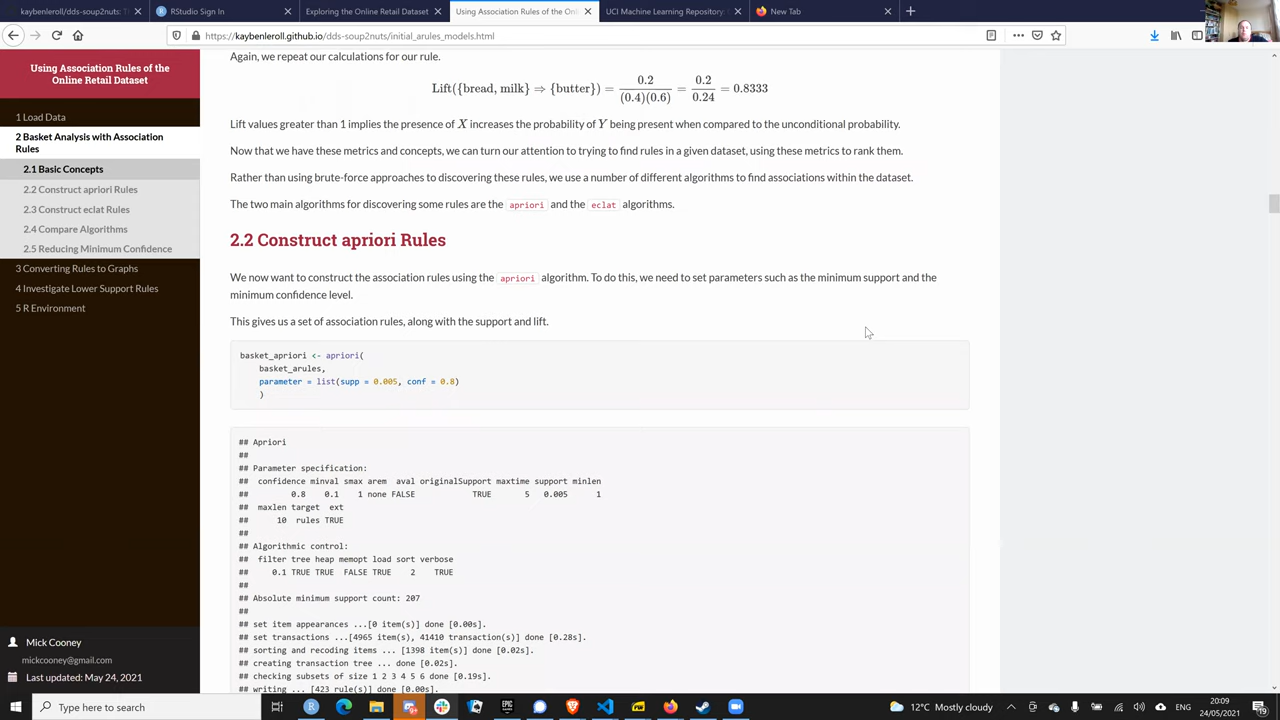 kaybenleroll/dds-soup2nuts: T
RStudio Sign In
Exploring the Online Retail Dataset
Using Association Rules of the Onl
UCI Machine Learning Repository:
New Tab
https://kaybenleroll.github.io/dds-soup2nuts/initial_arules_models.html
Using Association Rules of the
Online Retail Dataset
1 Load Data
2 Basket Analysis with Association
Rules
2.1 Basic Concepts
2.2 Construct apriori Rules
2.3 Construct eclat Rules
2.4 Compare Algorithms
2.5 Reducing Minimum Confidence
3 Converting Rules to Graphs
4 Investigate Lower Support Rules
5 R Environment
Mick Cooney
mickcooney@gmail.com
Last updated: May 24, 2021
Again, we repeat our calculations for our rule.
Lift({bread, milk} ⇒ {butter}) = 0.2 / (0.4)(0.6) = 0.2 / 0.24 = 0.8333
Lift values greater than 1 implies the presence of X increases the probability of Y being present when compared to the unconditional probability.
Now that we have these metrics and concepts, we can turn our attention to trying to find rules in a given dataset, using these metrics to rank them.
Rather than using brute-force approaches to discovering these rules, we use a number of different algorithms to find associations within the dataset.
The two main algorithms for discovering some rules are the apriori and the eclat algorithms.
2.2 Construct apriori Rules
We now want to construct the association rules using the apriori algorithm. To do this, we need to set parameters such as the minimum support and the
minimum confidence level.
This gives us a set of association rules, along with the support and lift.
basket_apriori <- apriori(
basket_arules,
parameter = list(supp = 0.005, conf = 0.8)
)
## Apriori
##
## Parameter specification:
## confidence minval smax arem aval originalSupport maxtime support minlen
## 0.8 0.1 1 none FALSE TRUE 5 0.005 1
## maxlen target ext
## 10 rules TRUE
##
## Algorithmic control:
## filter tree heap memopt load sort verbose
## 0.1 TRUE TRUE FALSE TRUE 2 TRUE
##
## Absolute minimum support count: 207
##
## set item appearances ...[0 item(s)] done [0.00s].
## set transactions ...[4965 item(s), 41410 transaction(s)] done [0.28s].
## sorting and recoding items ... [1398 item(s)] done [0.02s].
## creating transaction tree ... done [0.02s].
## checking subsets of size 1 2 3 4 5 6 done [0.19s].
## writing ... [423 rule(s)] done [0.00s].
Type here to search
12°C Mostly cloudy
ENG
20:09
24/05/2021